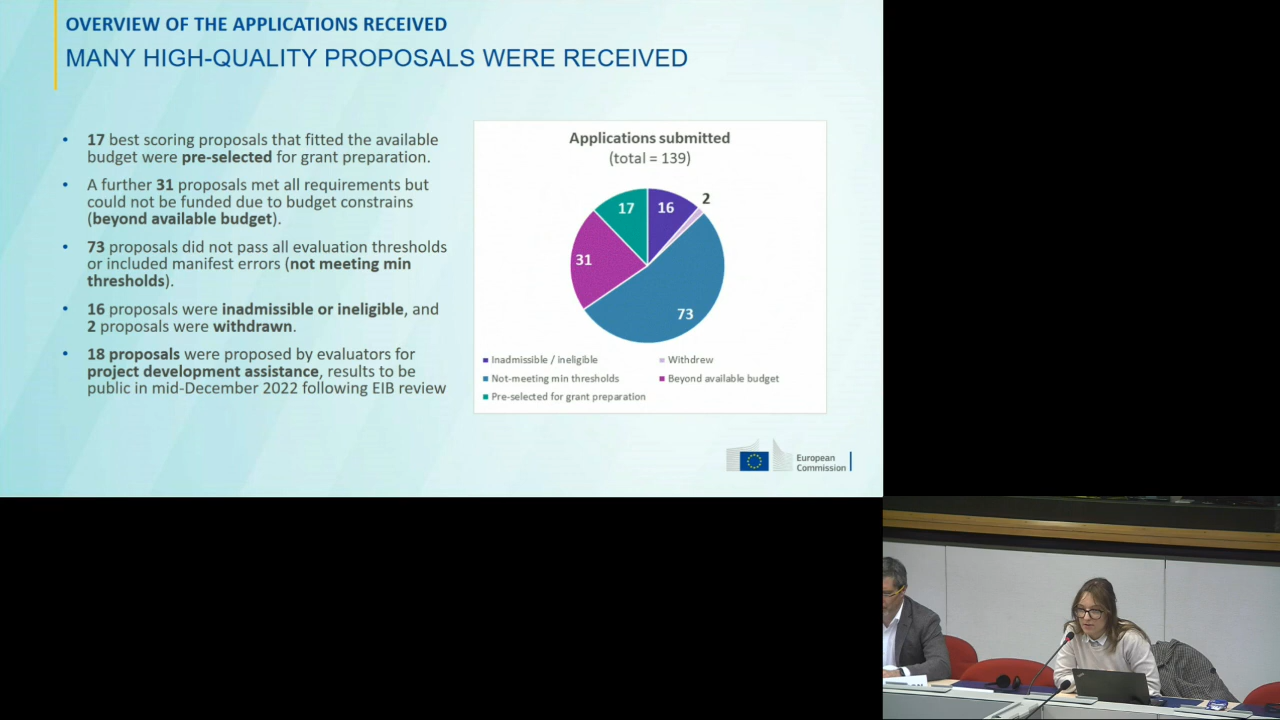 OVERVIEW OF THE APPLICATIONS RECEIVED
MANY HIGH-QUALITY PROPOSALS WERE RECEIVED
• 17 best scoring proposals that fitted the available
budget were pre-selected for grant preparation.
• A further 31 proposals met all requirements but
could not be funded due to budget constrains
(beyond available budget).
• 73 proposals did not pass all evaluation thresholds
or included manifest errors (not meeting min
thresholds).
• 16 proposals were inadmissible or ineligible, and
2 proposals were withdrawn.
• 18 proposals were proposed by evaluators for
project development assistance, results to be
public in mid-December 2022 following EIB review
Applications submitted
(total = 139)
17
16
2
31
73
Inadmissible / ineligible
Withdrew
Not-meeting min thresholds
Beyond available budget
Pre-selected for grant preparation
European
Commission